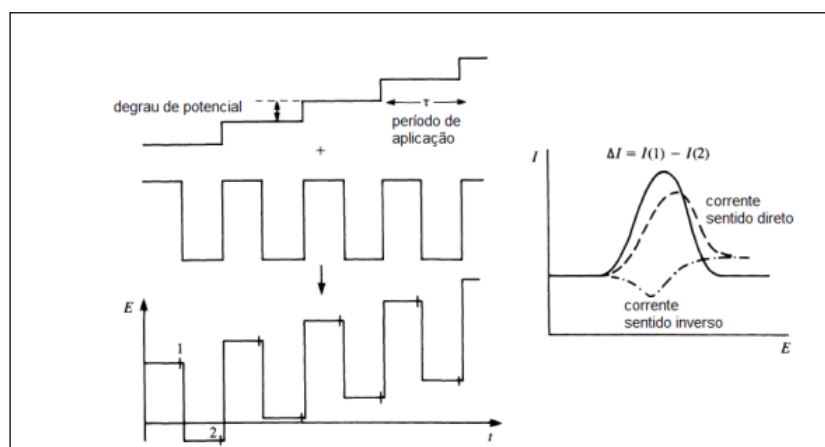 degrau de potencial
τ
período de
aplicação
+
E
1
2
t
I
ΔI = I(1) − I(2)
corrente
sentido direto
corrente
sentido inverso
E